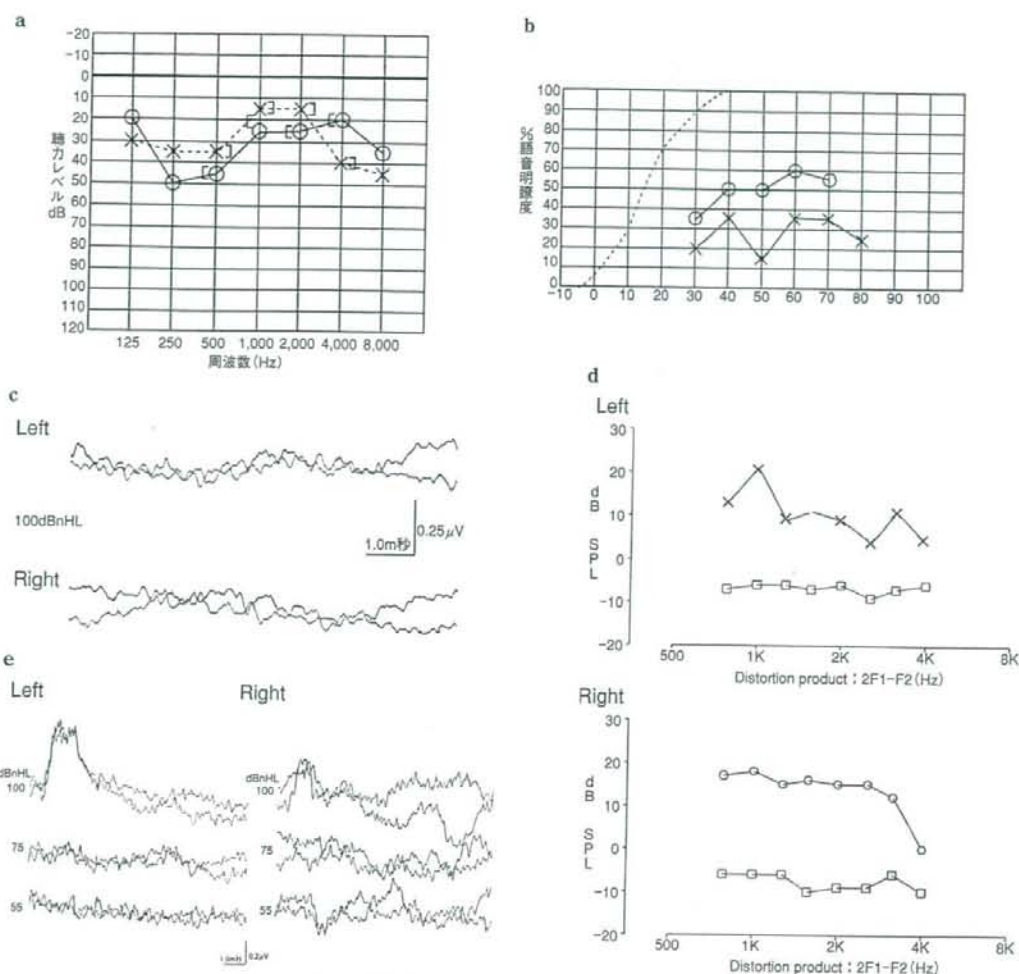 a
-20
-10
0
10
20
30
40
50
60
70
80
90
100
110
120
聴力レベルdB
125 250 500 1,000 2,000 4,000 8,000
周波数(Hz)
b
100
90
80
70
60
50
40
30
20
10
0
%語音明瞭度
-10 0 10 20 30 40 50 60 70 80 90 100
c
Left
100dBnHL
0.25μV
1.0m秒
Right
d
Left
30
20
10
0
-10
-20
dB SPL
500 1K 2K 4K 8K
Distortion product：2F1-F2(Hz)
Right
30
20
10
0
-10
-20
dB SPL
500 1K 2K 4K 8K
Distortion product：2F1-F2(Hz)
e
Left Right
dBnHL
100
75
55
dBnHL
100
75
55
0.2μV